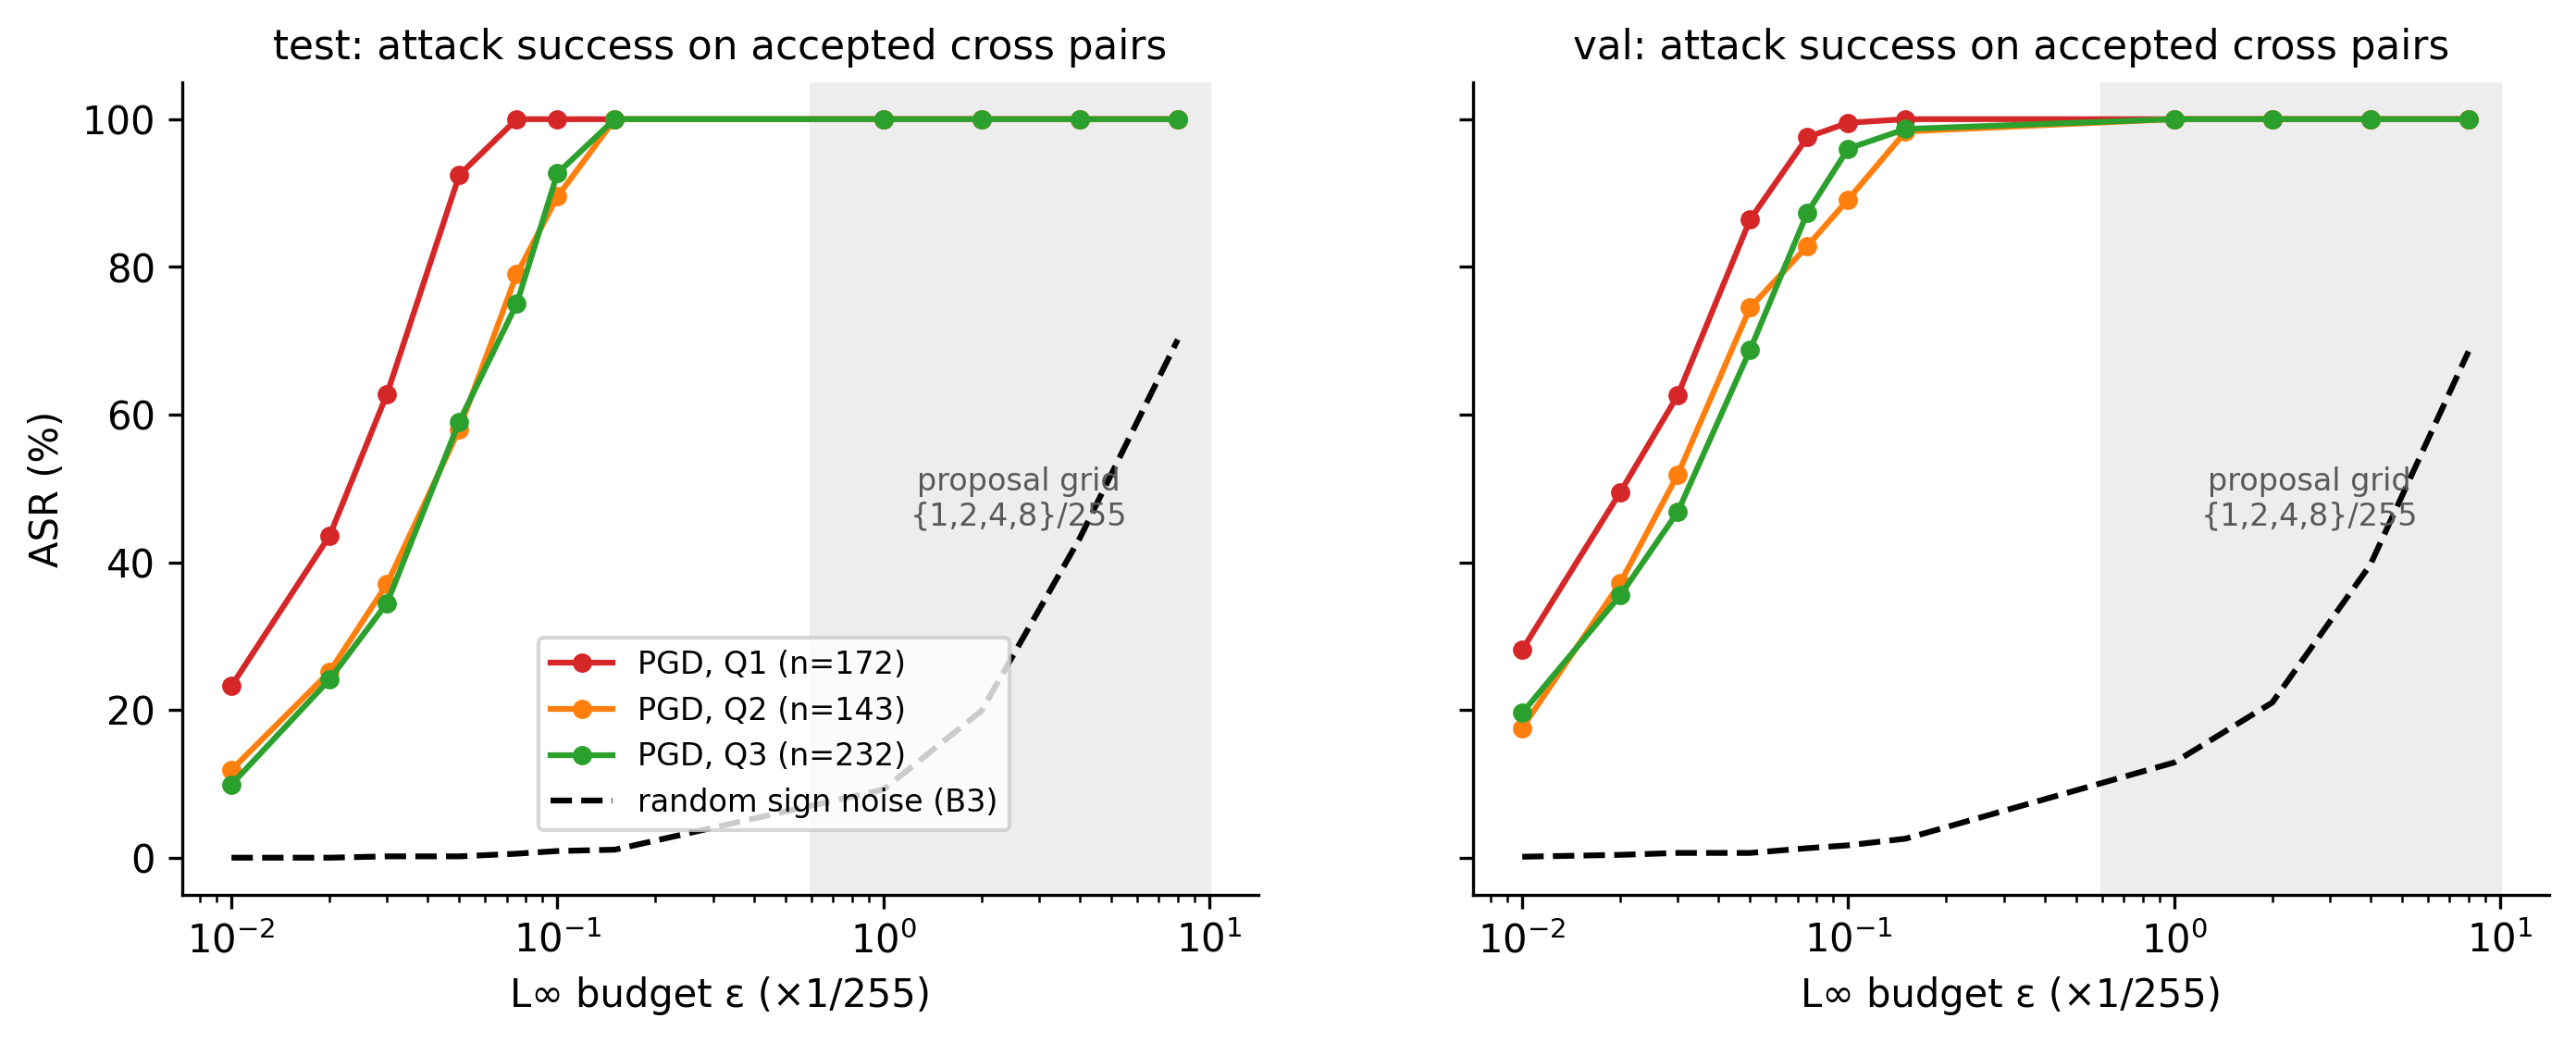 test: attack success on accepted cross pairs
ASR (%)
100
80
60
40
20
0
proposal grid
{1,2,4,8}/255
PGD, Q1 (n=172)
PGD, Q2 (n=143)
PGD, Q3 (n=232)
random sign noise (B3)
10⁻² 10⁻¹ 10⁰ 10¹
L∞ budget ε (×1/255)
val: attack success on accepted cross pairs
proposal grid
{1,2,4,8}/255
10⁻² 10⁻¹ 10⁰ 10¹
L∞ budget ε (×1/255)